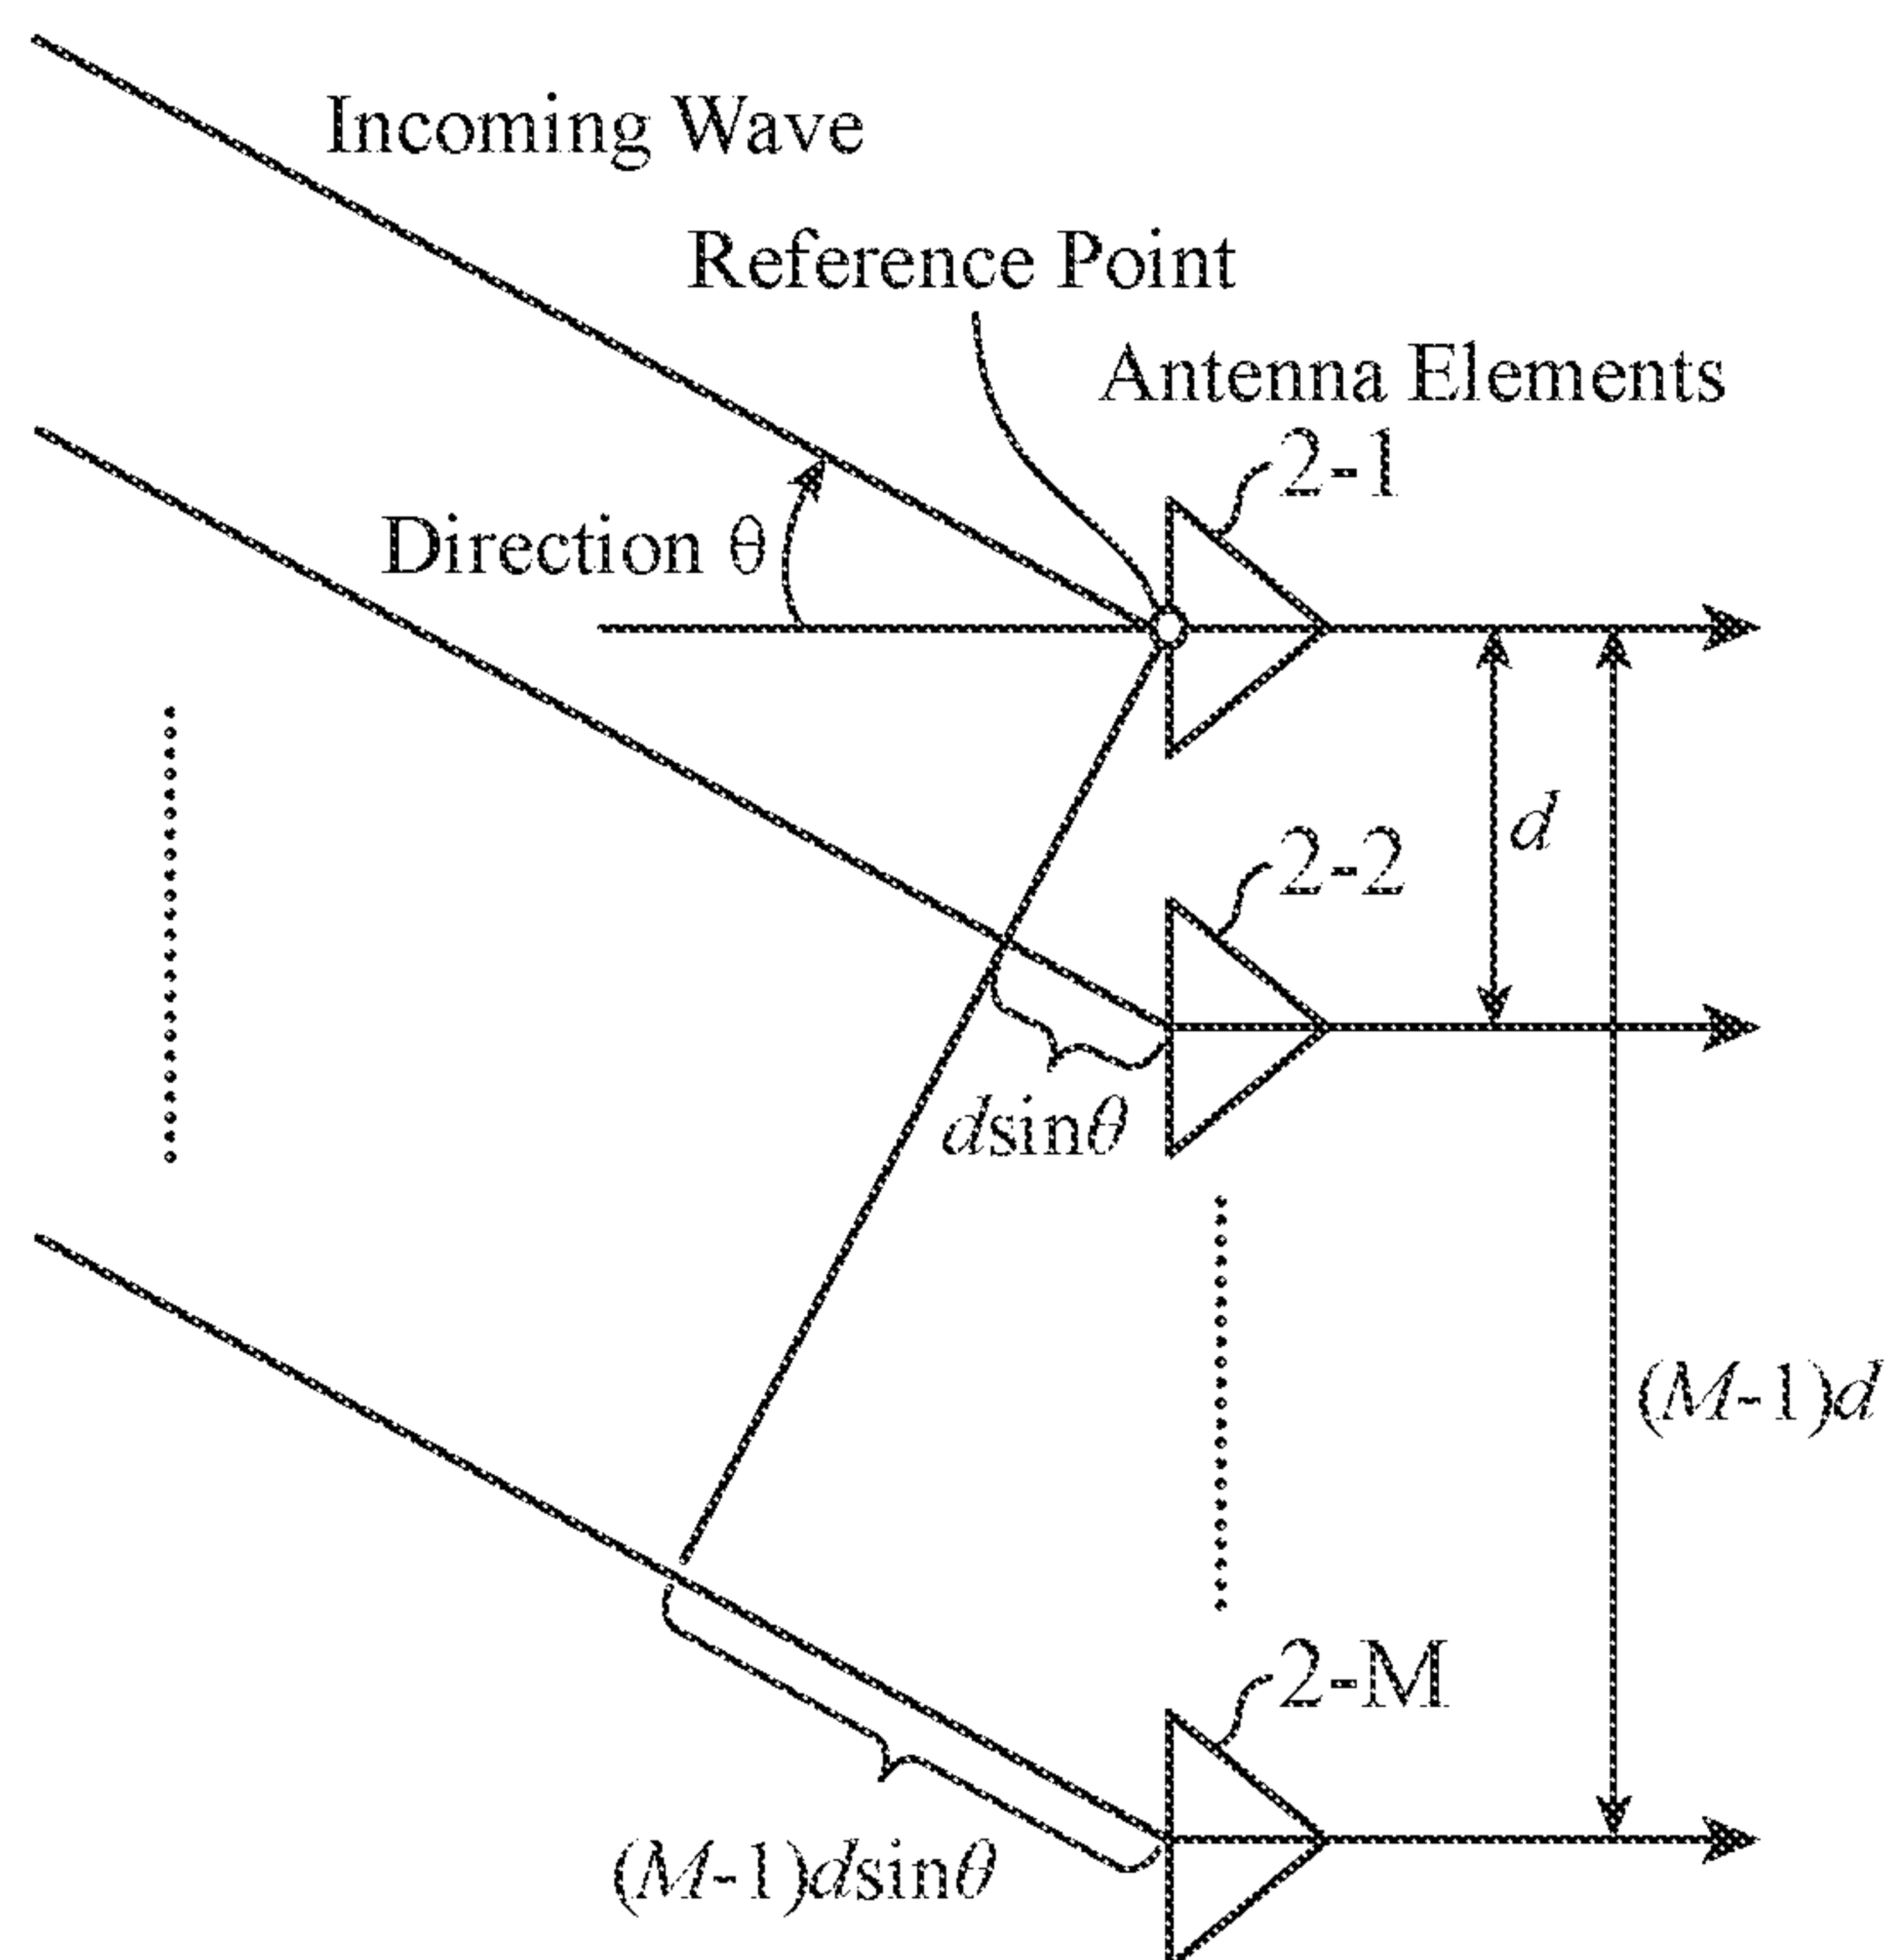 Incoming Wave
Reference Point
Antenna Elements
2-1
Direction θ
d
2-2
dsinθ
(M-1)d
2-M
(M-1)dsinθ